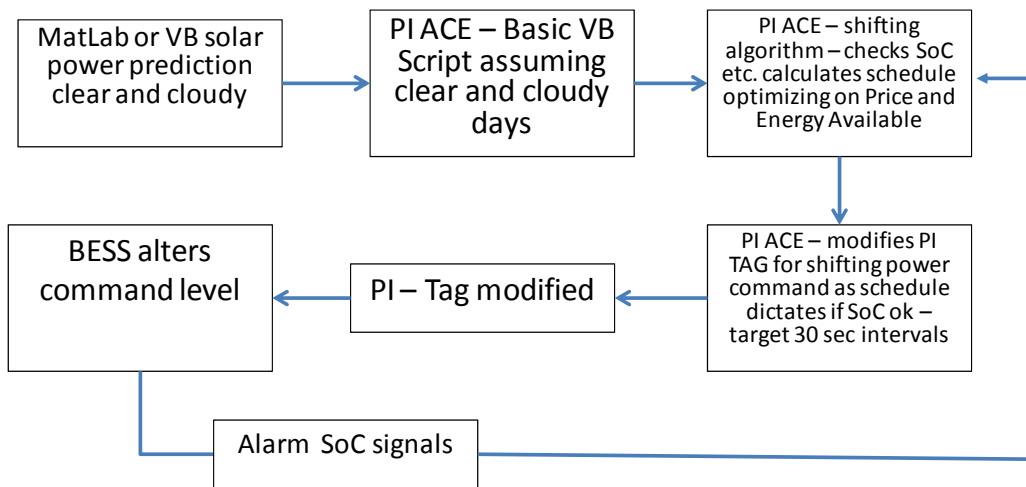 MatLab or VB solar
power prediction
clear and cloudy
PI ACE – Basic VB
Script assuming
clear and cloudy
days
PI ACE – shifting
algorithm – checks SoC
etc. calculates schedule
optimizing on Price and
Energy Available
BESS alters
command level
PI – Tag modified
PI ACE – modifies PI
TAG for shifting power
command as schedule
dictates if SoC ok –
target 30 sec intervals
Alarm SoC signals